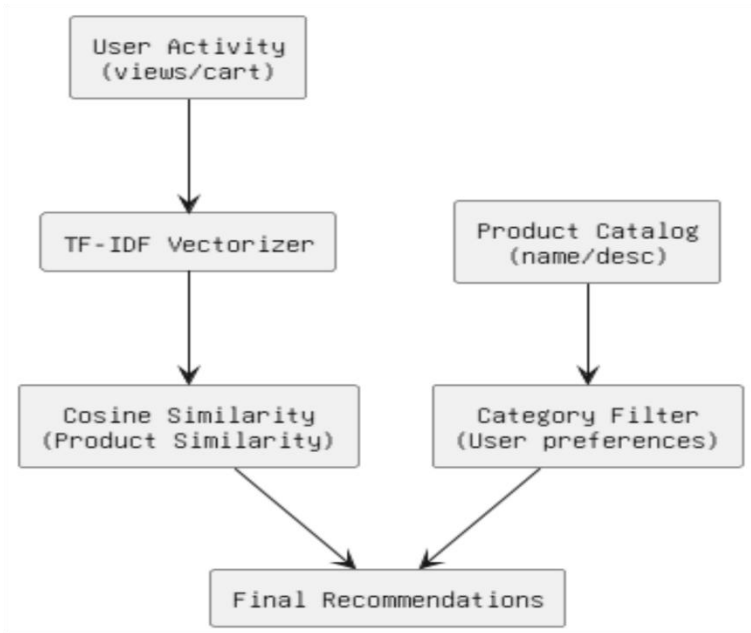 User Activity
(views/cart)
TF-IDF Vectorizer
Product Catalog
(name/desc)
Cosine Similarity
(Product Similarity)
Category Filter
(User preferences)
Final Recommendations